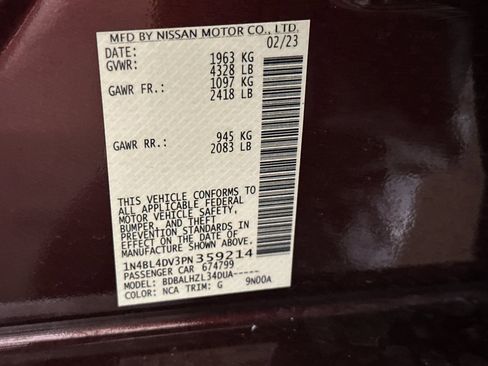 MFD BY NISSAN MOTOR CO., LTD.
DATE: 02/23
GVWR: 1963 KG
4328 LB
GAWR FR.: 1097 KG
2418 LB
GAWR RR.: 945 KG
2083 LB
THIS VEHICLE CONFORMS TO
ALL APPLICABLE FEDERAL
MOTOR VEHICLE SAFETY,
BUMPER, AND THEFT
PREVENTION STANDARDS
IN EFFECT ON THE DATE OF
MANUFACTURE SHOWN ABOVE.
1N4BL4DV3PN359214
PASSENGER CAR 674799
MODEL: BDBALHZL34DUA-----
COLOR: NCA TRIM: G 9N00A